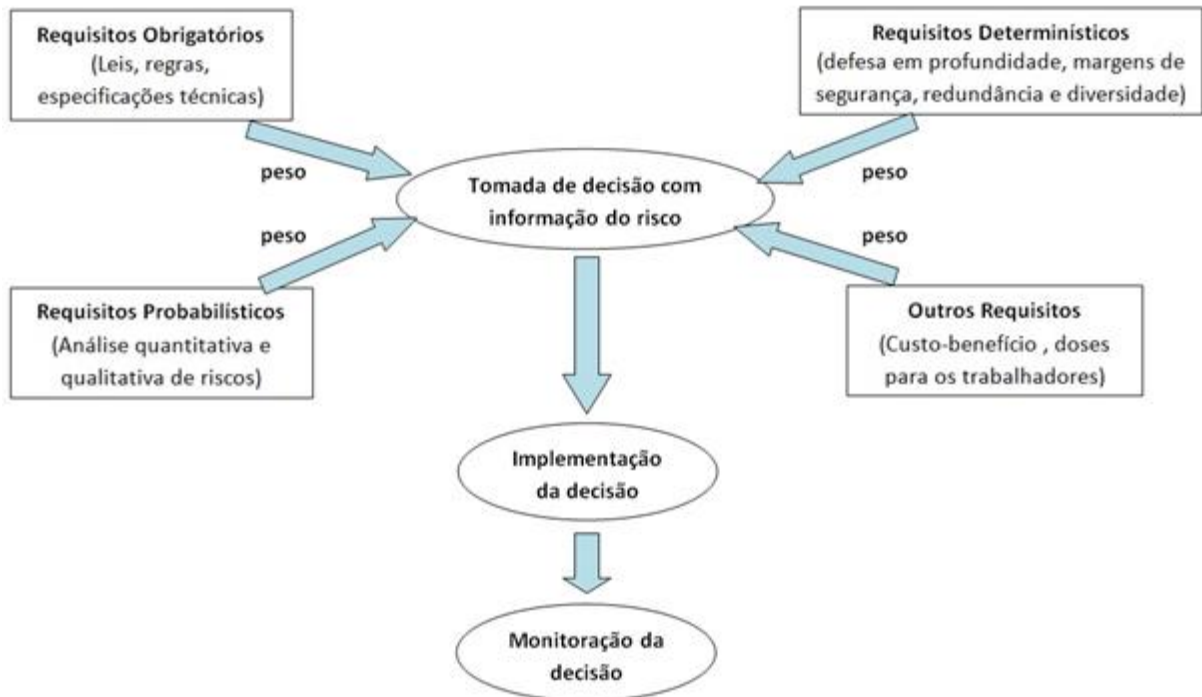 Requisitos Obrigatórios
(Leis, regras,
especificações técnicas)
Requisitos Determinísticos
(defesa em profundidade, margens de
segurança, redundância e diversidade)
peso
peso
Tomada de decisão com
informação do risco
peso
peso
Requisitos Probabilísticos
(Análise quantitativa e
qualitativa de riscos)
Outros Requisitos
(Custo-benefício , doses
para os trabalhadores)
Implementação
da decisão
Monitoração da
decisão